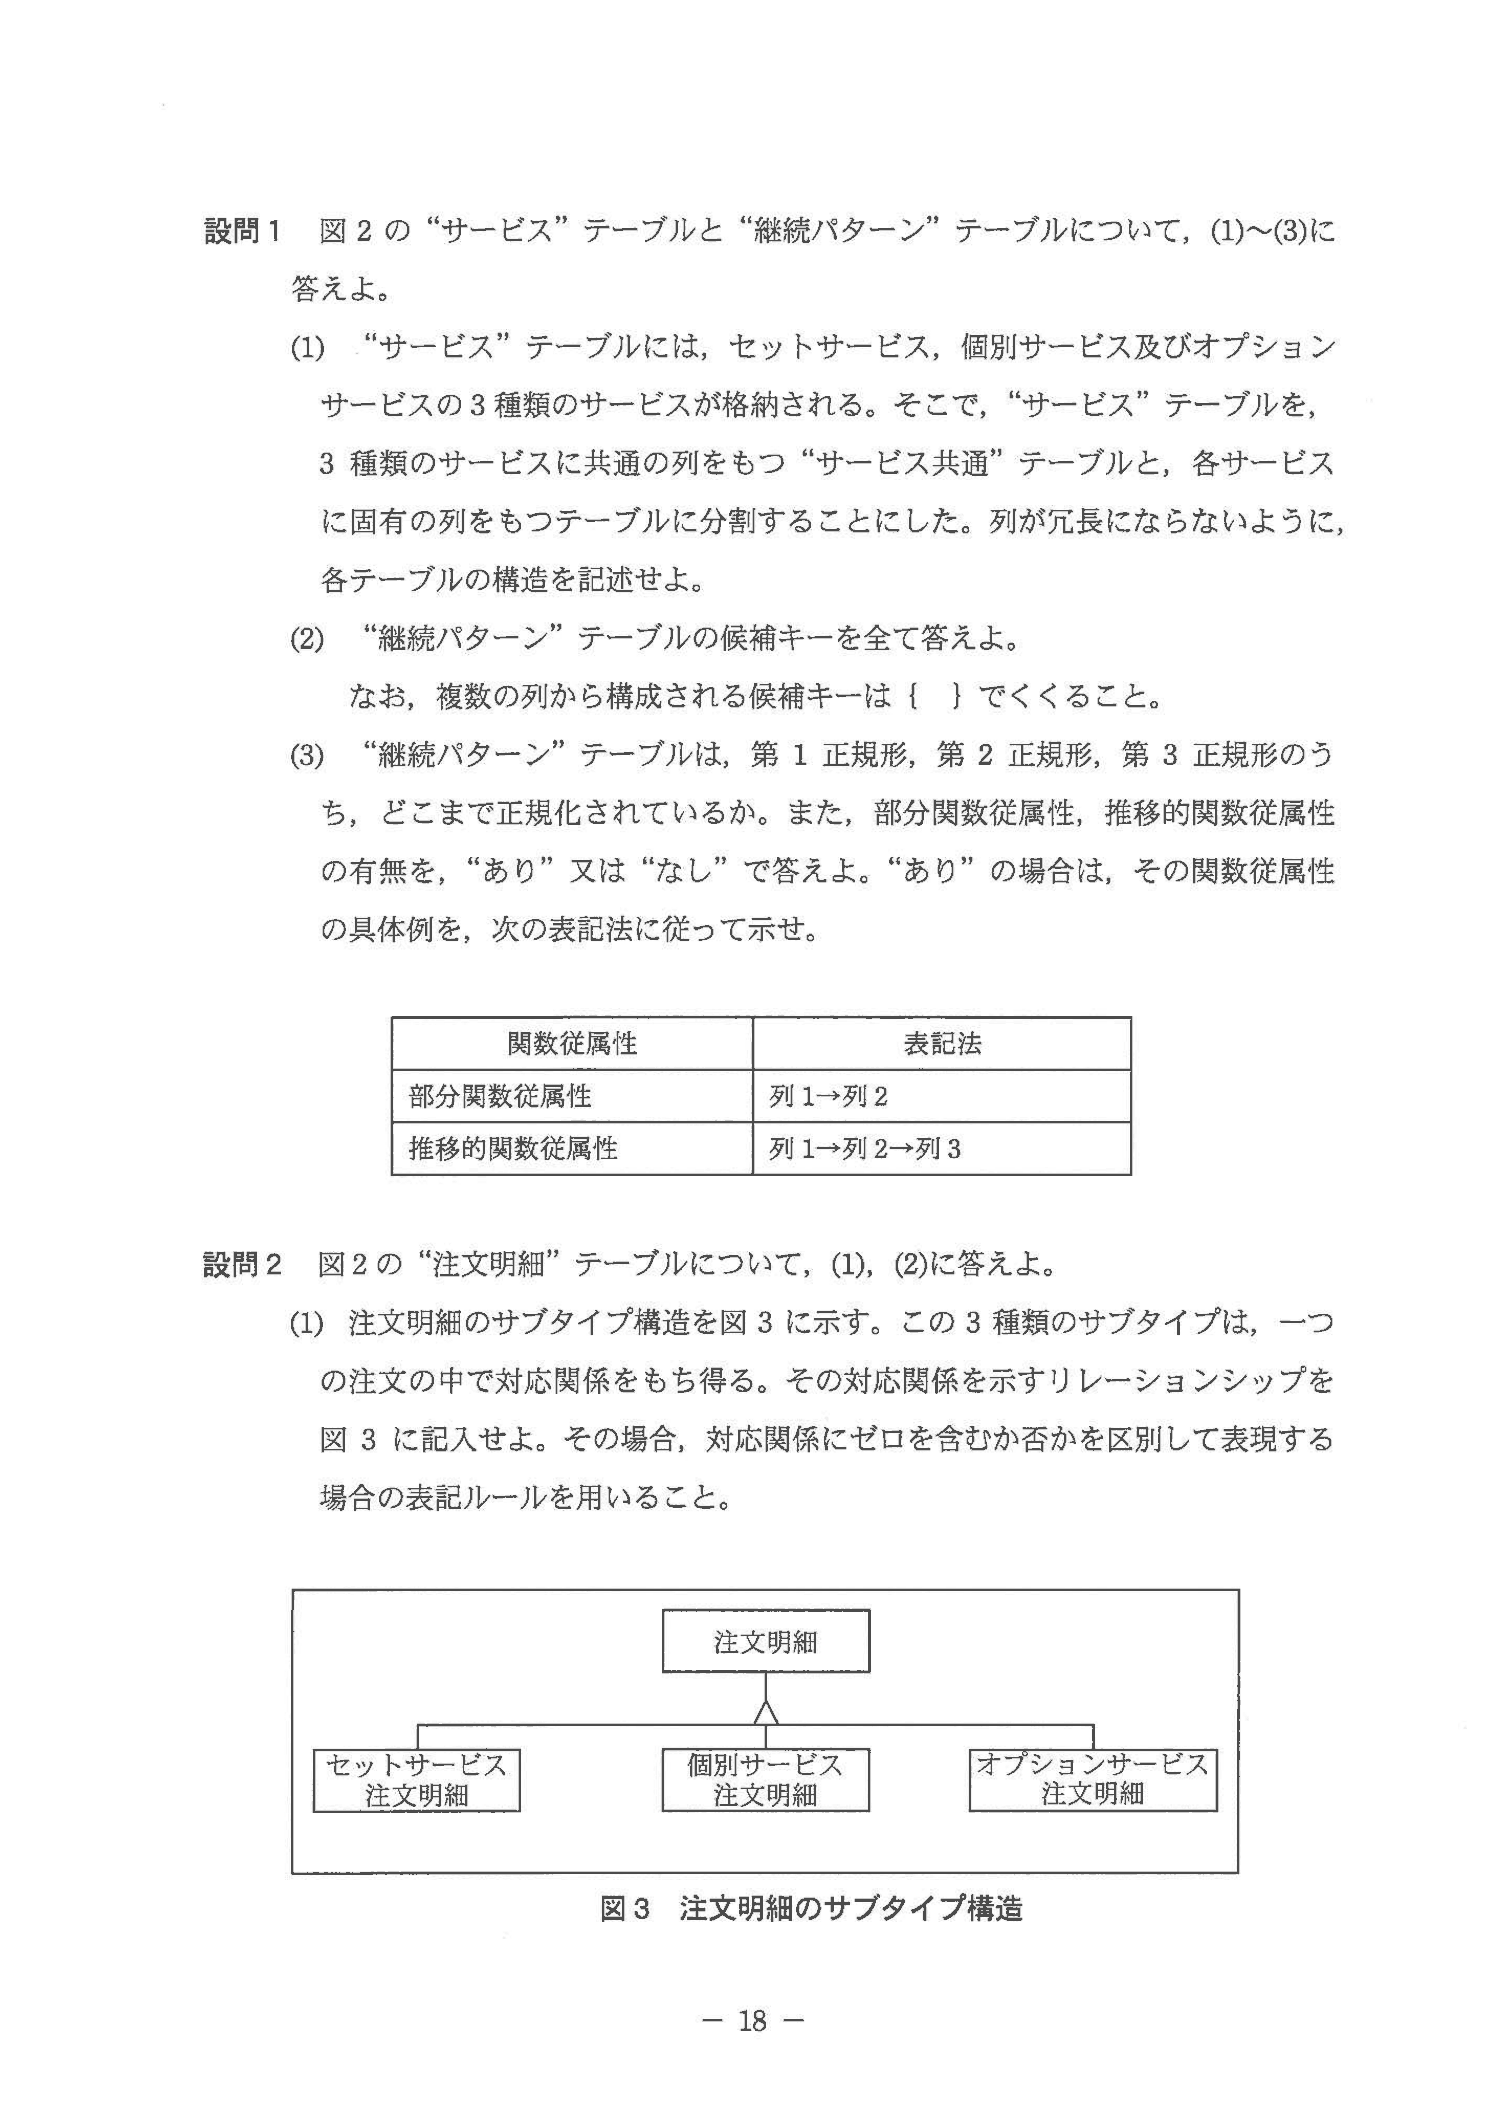 設問1　図2の“サービス”テーブルと“継続パターン”テーブルについて，(1)～(3)に
答えよ。
(1)　“サービス”テーブルには，セットサービス，個別サービス及びオプション
サービスの3種類のサービスが格納される。そこで，“サービス”テーブルを，
3種類のサービスに共通の列をもつ“サービス共通”テーブルと，各サービス
に固有の列をもつテーブルに分割することにした。列が冗長にならないように，
各テーブルの構造を記述せよ。
(2)　“継続パターン”テーブルの候補キーを全て答えよ。
なお，複数の列から構成される候補キーは｛　｝でくくること。
(3)　“継続パターン”テーブルは，第1正規形，第2正規形，第3正規形のう
ち，どこまで正規化されているか。また，部分関数従属性，推移的関数従属性
の有無を，“あり”又は“なし”で答えよ。“あり”の場合は，その関数従属性
の具体例を，次の表記法に従って示せ。
関数従属性　表記法
部分関数従属性　列1→列2
推移的関数従属性　列1→列2→列3
設問2　図2の“注文明細”テーブルについて，(1)，(2)に答えよ。
(1)　注文明細のサブタイプ構造を図3に示す。この3種類のサブタイプは，一つ
の注文の中で対応関係をもち得る。その対応関係を示すリレーションシップを
図3に記入せよ。その場合，対応関係にゼロを含むか否かを区別して表現する
場合の表記ルールを用いること。
注文明細
セットサービス
注文明細
個別サービス
注文明細
オプションサービス
注文明細
図3　注文明細のサブタイプ構造
－ 18 －